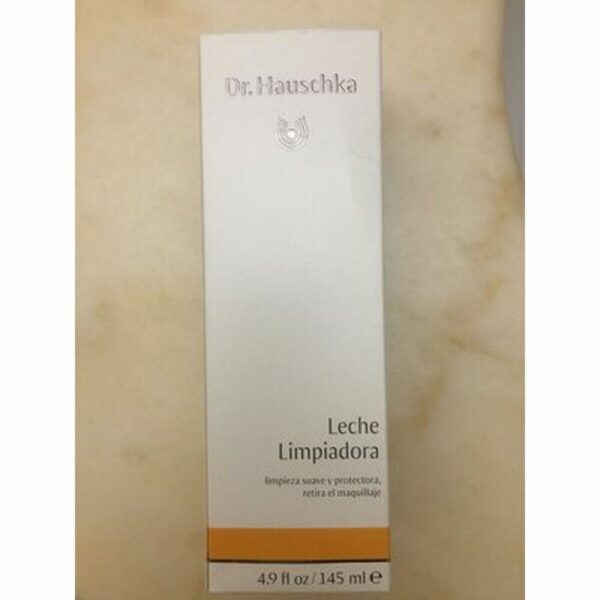 Dr. Hauschka
Leche
Limpiadora
limpieza suave y protectora,
retira el maquillaje
4.9 fl oz / 145 ml ℮